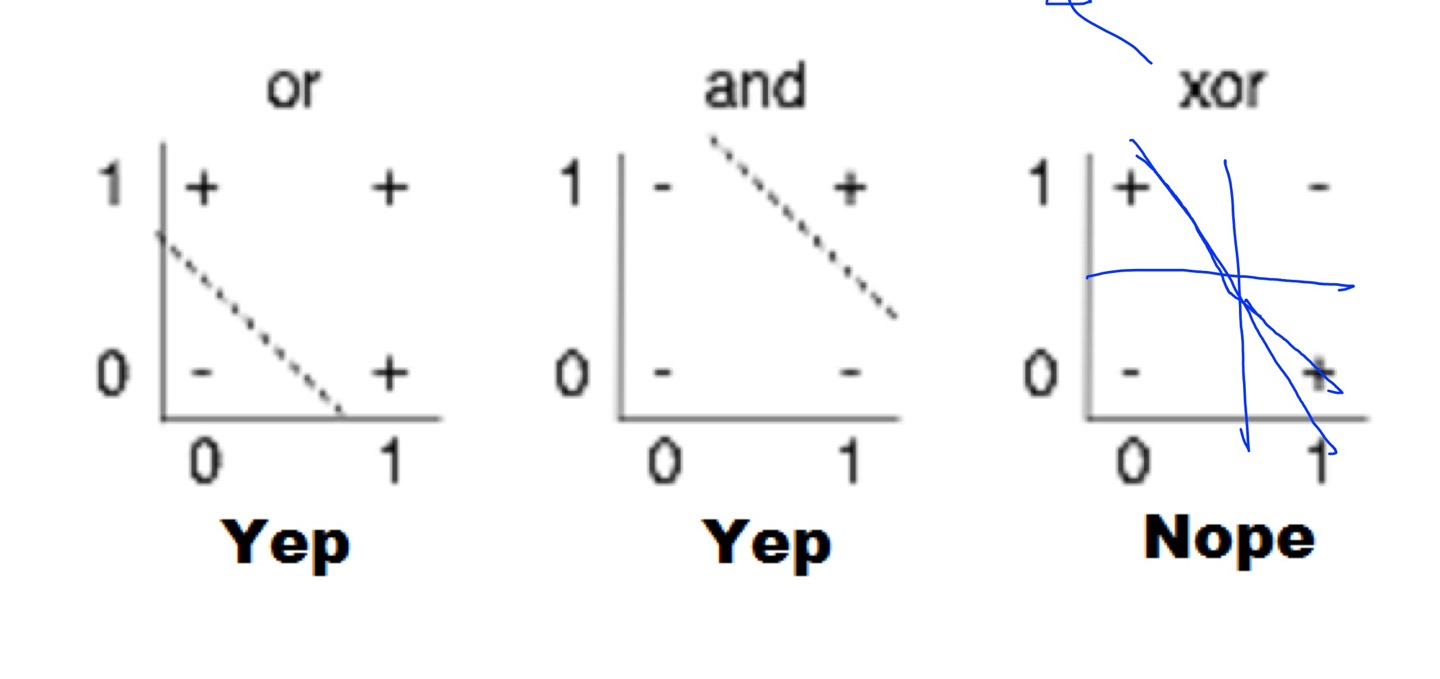 or and xor
1 + + 1 - + 1 + -
0 - + 0 - - 0 - +
0 1 0 1 0 1
Yep Yep Nope